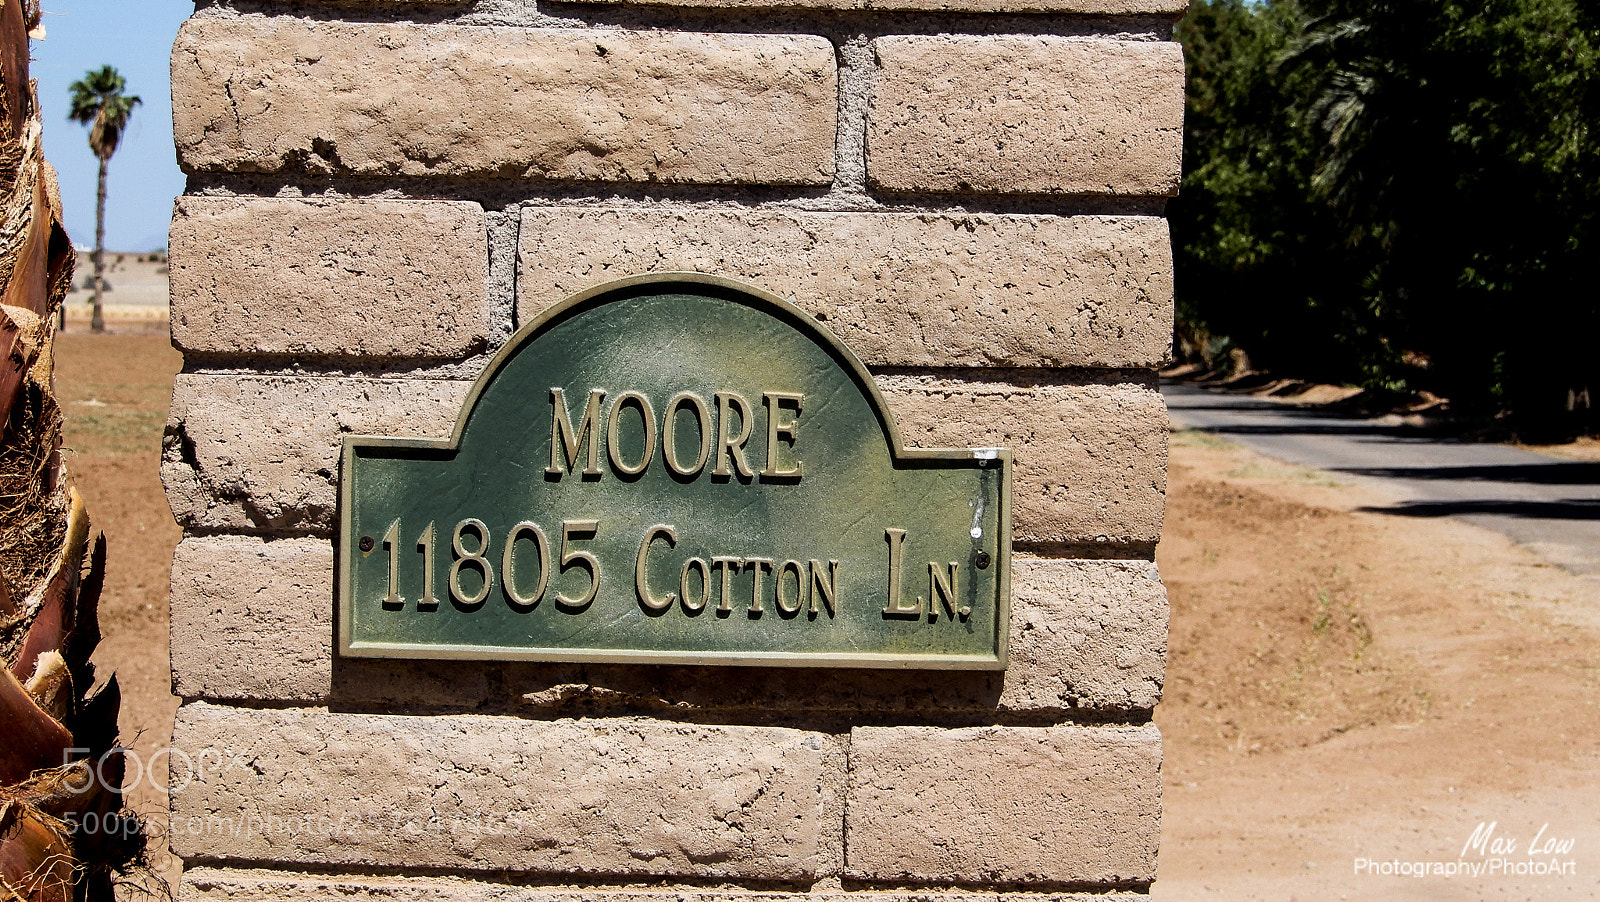 MOORE
11805 COTTON LN.
500px
Max Low
Photography/PhotoArt